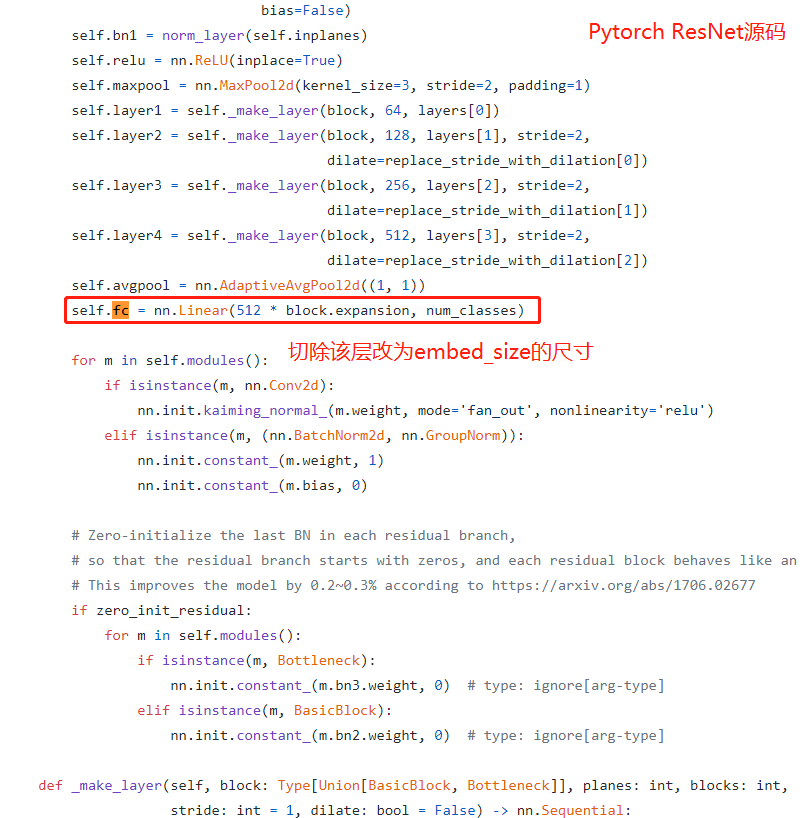 bias=False)
self.bn1 = norm_layer(self.inplanes)
Pytorch ResNet源码
self.relu = nn.ReLU(inplace=True)
self.maxpool = nn.MaxPool2d(kernel_size=3, stride=2, padding=1)
self.layer1 = self._make_layer(block, 64, layers[0])
self.layer2 = self._make_layer(block, 128, layers[1], stride=2,
dilate=replace_stride_with_dilation[0])
self.layer3 = self._make_layer(block, 256, layers[2], stride=2,
dilate=replace_stride_with_dilation[1])
self.layer4 = self._make_layer(block, 512, layers[3], stride=2,
dilate=replace_stride_with_dilation[2])
self.avgpool = nn.AdaptiveAvgPool2d((1, 1))
self.fc = nn.Linear(512 * block.expansion, num_classes)
切除该层改为embed_size的尺寸
for m in self.modules():
if isinstance(m, nn.Conv2d):
nn.init.kaiming_normal_(m.weight, mode='fan_out', nonlinearity='relu')
elif isinstance(m, (nn.BatchNorm2d, nn.GroupNorm)):
nn.init.constant_(m.weight, 1)
nn.init.constant_(m.bias, 0)
# Zero-initialize the last BN in each residual branch,
# so that the residual branch starts with zeros, and each residual block behaves like an
# This improves the model by 0.2~0.3% according to https://arxiv.org/abs/1706.02677
if zero_init_residual:
for m in self.modules():
if isinstance(m, Bottleneck):
nn.init.constant_(m.bn3.weight, 0)  # type: ignore[arg-type]
elif isinstance(m, BasicBlock):
nn.init.constant_(m.bn2.weight, 0)  # type: ignore[arg-type]
def _make_layer(self, block: Type[Union[BasicBlock, Bottleneck]], planes: int, blocks: int,
stride: int = 1, dilate: bool = False) -> nn.Sequential: